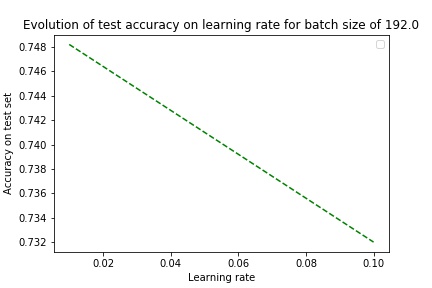 Evolution of test accuracy on learning rate for batch size of 192.0
0.748
0.746
0.744
0.742
0.740
0.738
0.736
0.734
0.732
Accuracy on test set
0.02 0.04 0.06 0.08 0.10
Learning rate